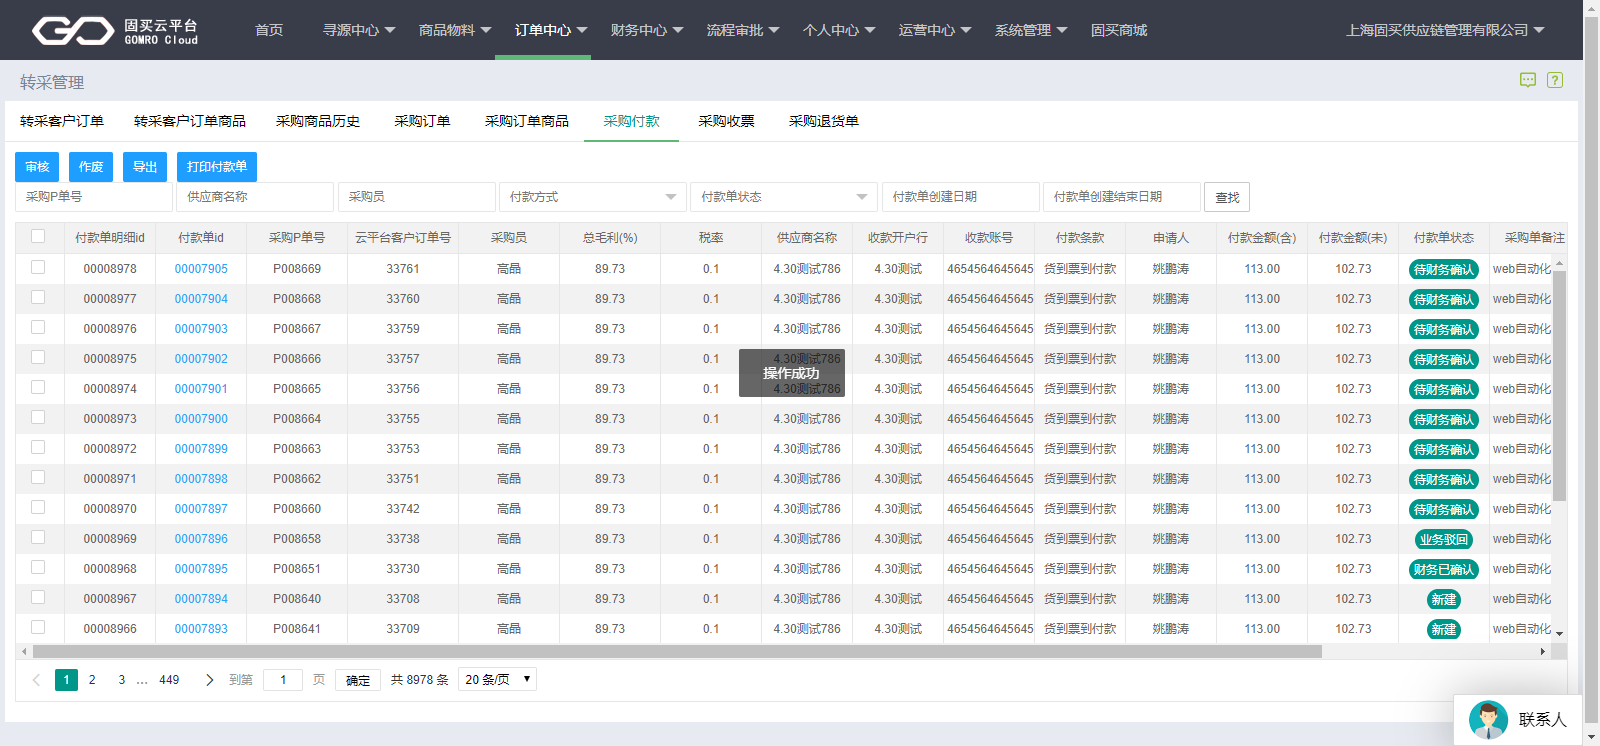 固买云平台
GOMRO Cloud
首页 寻源中心 商品物料 订单中心 财务中心 流程审批 个人中心 运营中心 系统管理 固买商城 上海固买供应链管理有限公司
转采管理
转采客户订单 转采客户订单商品 采购商品历史 采购订单 采购订单商品 采购付款 采购收票 采购退货单
审核 作废 导出 打印付款单
采购P单号 供应商名称 采购员 付款方式 付款单状态 付款单创建日期 付款单创建结束日期 查找
付款单明细id 付款单id 采购P单号 云平台客户订单号 采购员 总毛利(%) 税率 供应商名称 收款开户行 收款账号 付款条款 申请人 付款金额(含) 付款金额(未) 付款单状态 采购单备注
00008978 00007905 P008669 33761 高晶 89.73 0.1 4.30测试786 4.30测试 4654564645645 货到票到付款 姚鹏涛 113.00 102.73 待财务确认 web自动化
00008977 00007904 P008668 33760 高晶 89.73 0.1 4.30测试786 4.30测试 4654564645645 货到票到付款 姚鹏涛 113.00 102.73 待财务确认 web自动化
00008976 00007903 P008667 33759 高晶 89.73 0.1 4.30测试786 4.30测试 4654564645645 货到票到付款 姚鹏涛 113.00 102.73 待财务确认 web自动化
00008975 00007902 P008666 33757 高晶 89.73 0.1 4.30测试786 4.30测试 4654564645645 货到票到付款 姚鹏涛 113.00 102.73 待财务确认 web自动化
操作成功
00008974 00007901 P008665 33756 高晶 89.73 0.1 4.30测试786 4.30测试 4654564645645 货到票到付款 姚鹏涛 113.00 102.73 待财务确认 web自动化
00008973 00007900 P008664 33755 高晶 89.73 0.1 4.30测试786 4.30测试 4654564645645 货到票到付款 姚鹏涛 113.00 102.73 待财务确认 web自动化
00008972 00007899 P008663 33753 高晶 89.73 0.1 4.30测试786 4.30测试 4654564645645 货到票到付款 姚鹏涛 113.00 102.73 待财务确认 web自动化
00008971 00007898 P008662 33751 高晶 89.73 0.1 4.30测试786 4.30测试 4654564645645 货到票到付款 姚鹏涛 113.00 102.73 待财务确认 web自动化
00008970 00007897 P008660 33742 高晶 89.73 0.1 4.30测试786 4.30测试 4654564645645 货到票到付款 姚鹏涛 113.00 102.73 待财务确认 web自动化
00008969 00007896 P008658 33738 高晶 89.73 0.1 4.30测试786 4.30测试 4654564645645 货到票到付款 姚鹏涛 113.00 102.73 业务驳回 web自动化
00008968 00007895 P008651 33730 高晶 89.73 0.1 4.30测试786 4.30测试 4654564645645 货到票到付款 姚鹏涛 113.00 102.73 财务已确认 web自动化
00008967 00007894 P008640 33708 高晶 89.73 0.1 4.30测试786 4.30测试 4654564645645 货到票到付款 姚鹏涛 113.00 102.73 新建 web自动化
00008966 00007893 P008641 33709 高晶 89.73 0.1 4.30测试786 4.30测试 4654564645645 货到票到付款 姚鹏涛 113.00 102.73 新建 web自动化
1 2 3 … 449 到第 1 页 确定 共 8978 条 20 条/页
联系人